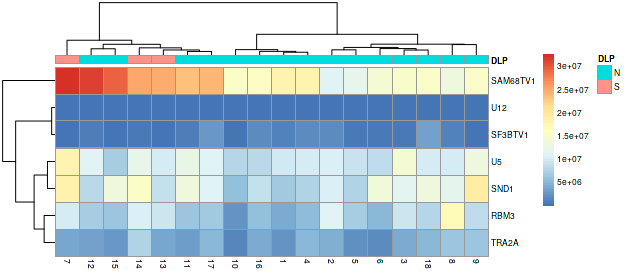 DLP
DLP
SAM68TV1
3e+07
N
S
2.5e+07
U12
2e+07
SF3BTV1
1.5e+07
U5
1e+07
SND1
5e+06
RBM3
TRA2A
7 12 15 14 13 11 17 10 16 1 4 2 5 6 3 18 8 9